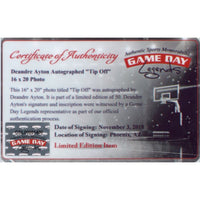 Certificate of Authenticity
Authentic Sports Memorabilia
GAME DAY
Legends
Deandre Ayton Autographed "Tip Off"
16 x 20 Photo
This 16" x 20" photo titled "Tip Off" was autographed
by Deandre Ayton. It is part of a limited edition of 50. Deandre
Ayton's signature and inscription were witnessed by a Game
Day Legends representative as part of our official
Date of Signing: November 3, 2018
Location of Signing: Phoenix, AZ
Limited Edition Item:
GAME DAY